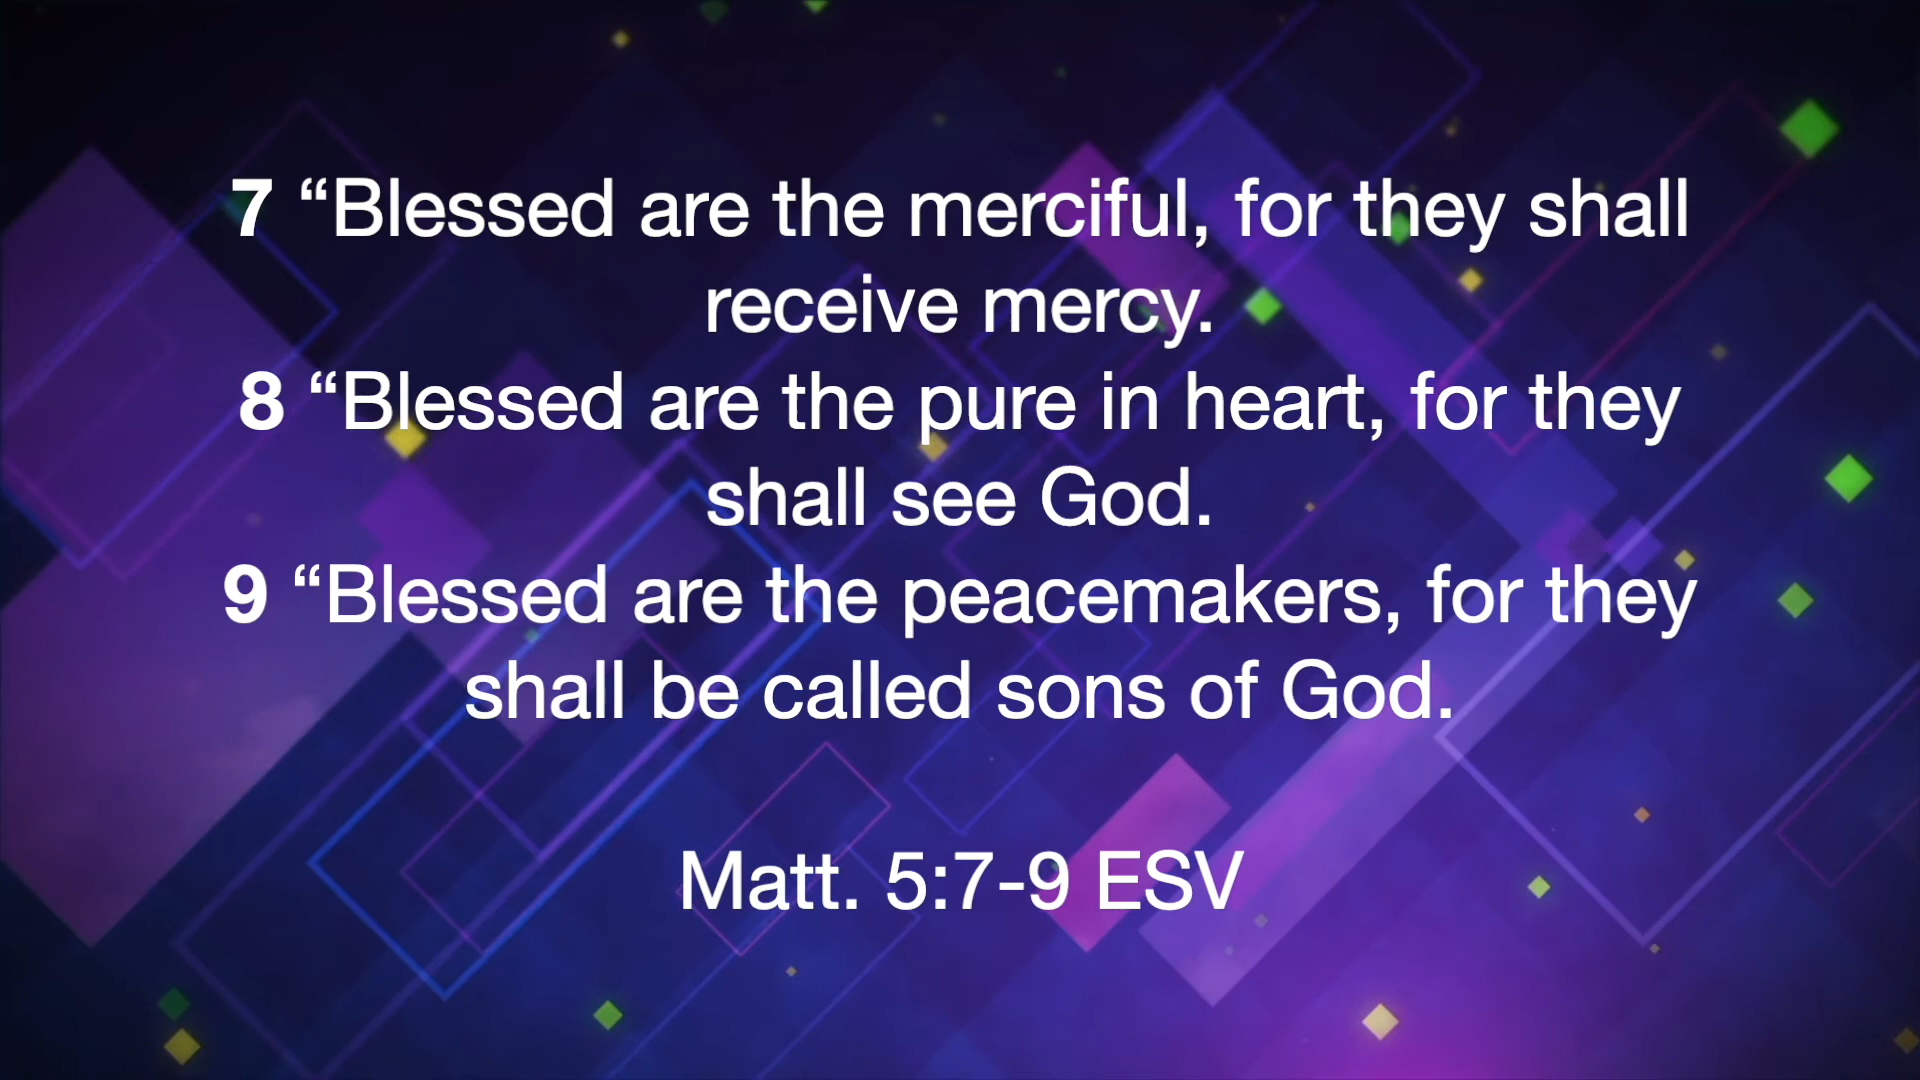 7 “Blessed are the merciful, for they shall
receive mercy.
8 “Blessed are the pure in heart, for they
shall see God.
9 “Blessed are the peacemakers, for they
shall be called sons of God.
Matt. 5:7-9 ESV